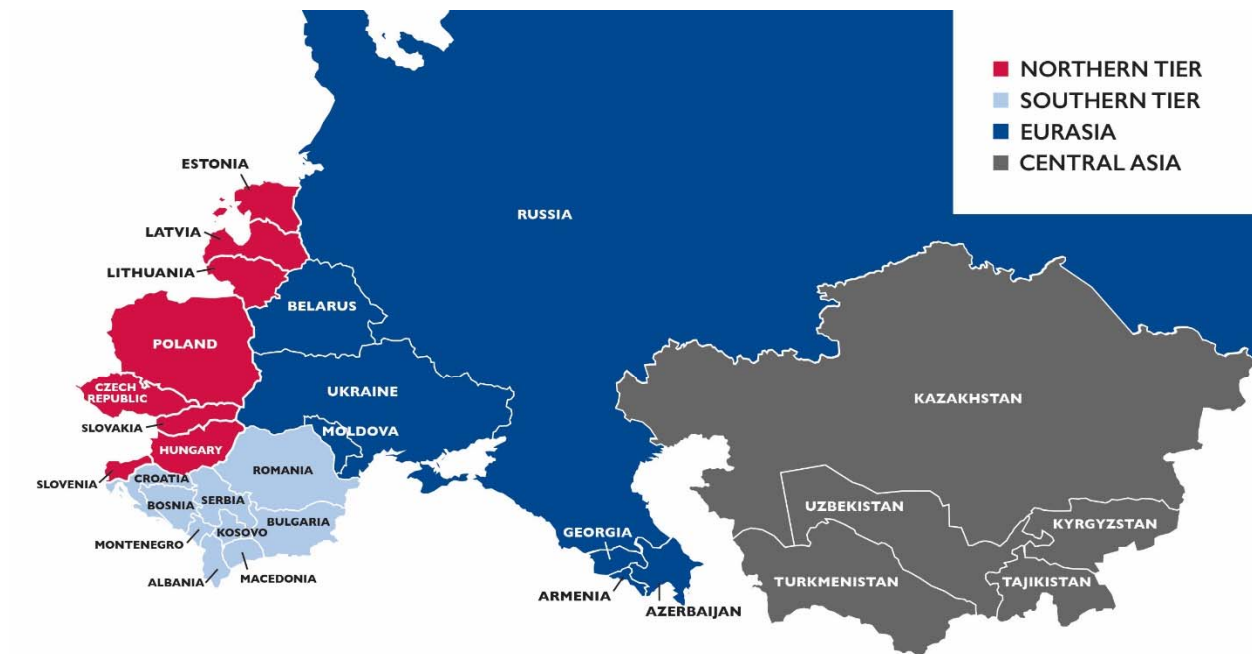 NORTHERN TIER
SOUTHERN TIER
EURASIA
CENTRAL ASIA
ESTONIA
RUSSIA
LATVIA
LITHUANIA
BELARUS
POLAND
CZECH
REPUBLIC
UKRAINE
KAZAKHSTAN
SLOVAKIA
MOLDOVA
HUNGARY
ROMANIA
SLOVENIA
CROATIA
BOSNIA
SERBIA
UZBEKISTAN
BULGARIA
KYRGYZSTAN
KOSOVO
GEORGIA
MONTENEGRO
ALBANIA
MACEDONIA
TURKMENISTAN
TAJIKISTAN
ARMENIA
AZERBAIJAN